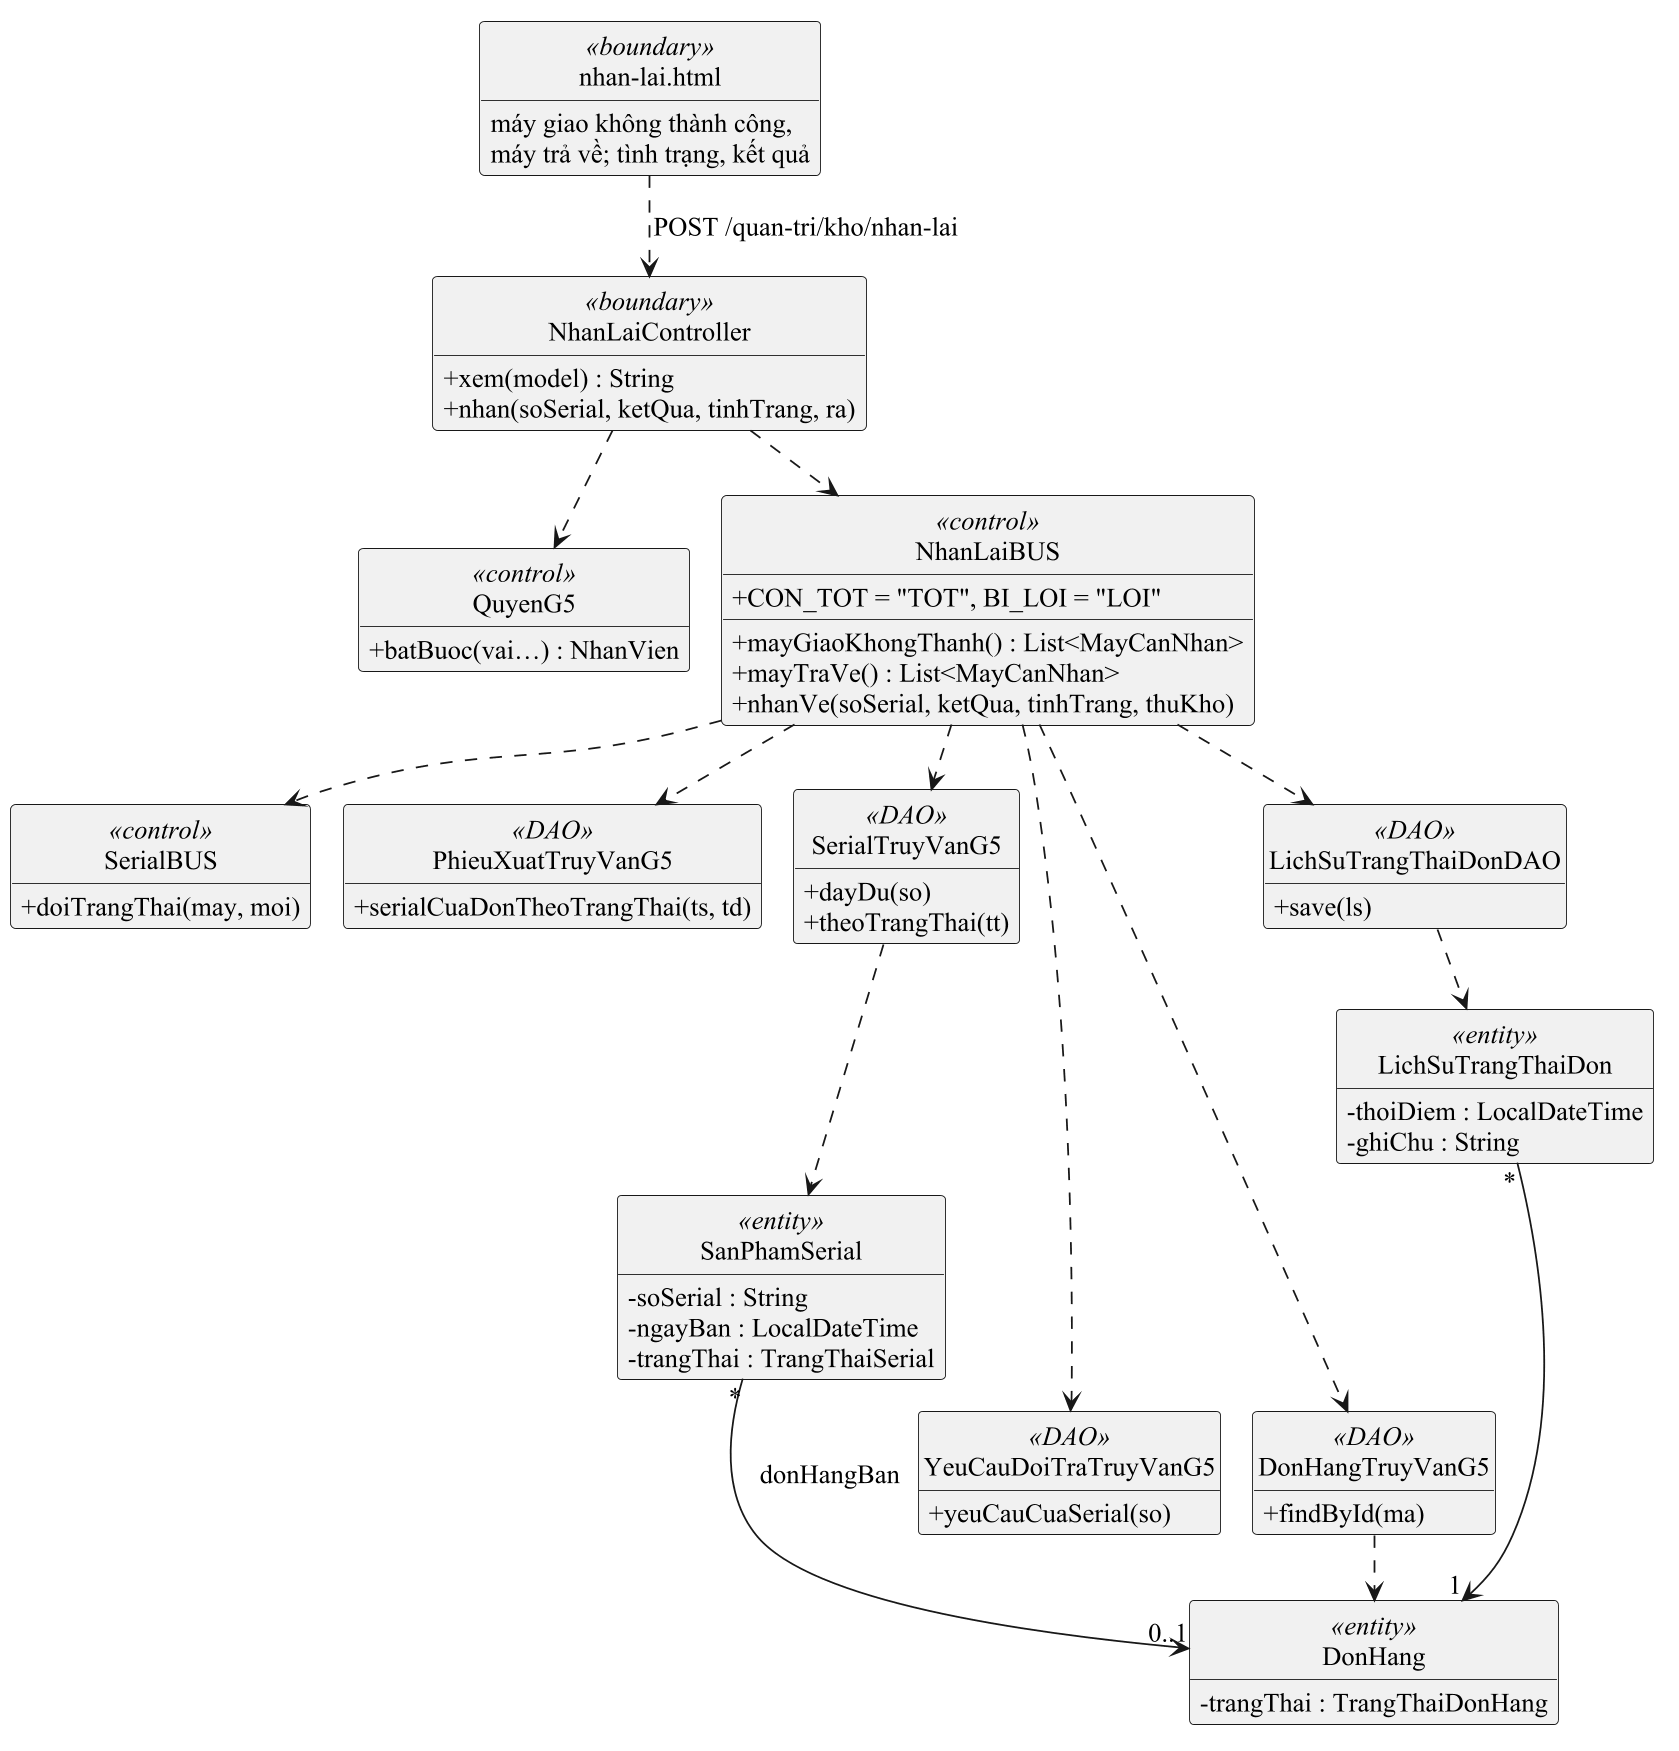 «boundary»
nhan-lai.html
máy giao không thành công,
máy trả về; tình trạng, kết quả
POST /quan-tri/kho/nhan-lai
«boundary»
NhanLaiController
+xem(model) : String
+nhan(soSerial, ketQua, tinhTrang, ra)
«control»
QuyenG5
+batBuoc(vai…) : NhanVien
«control»
NhanLaiBUS
+CON_TOT = "TOT", BI_LOI = "LOI"
+mayGiaoKhongThanh() : List<MayCanNhan>
+mayTraVe() : List<MayCanNhan>
+nhanVe(soSerial, ketQua, tinhTrang, thuKho)
«control»
SerialBUS
+doiTrangThai(may, moi)
«DAO»
PhieuXuatTruyVanG5
+serialCuaDonTheoTrangThai(ts, td)
«DAO»
SerialTruyVanG5
+dayDu(so)
+theoTrangThai(tt)
«DAO»
LichSuTrangThaiDonDAO
+save(ls)
«entity»
LichSuTrangThaiDon
-thoiDiem : LocalDateTime
-ghiChu : String
*
«entity»
SanPhamSerial
-soSerial : String
-ngayBan : LocalDateTime
-trangThai : TrangThaiSerial
*
donHangBan
«DAO»
YeuCauDoiTraTruyVanG5
+yeuCauCuaSerial(so)
«DAO»
DonHangTruyVanG5
+findById(ma)
1
0..1
«entity»
DonHang
-trangThai : TrangThaiDonHang